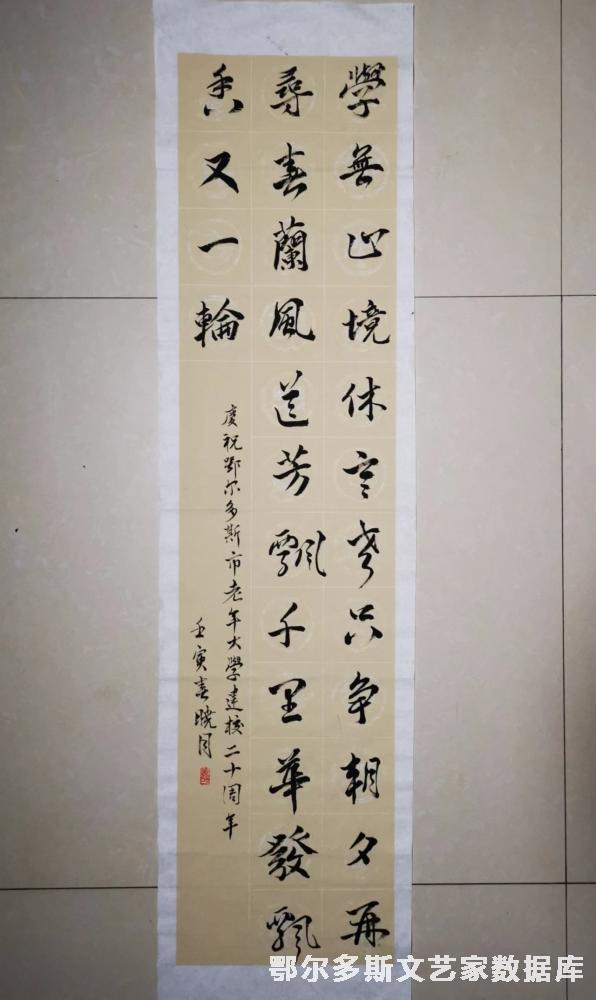 學無止境休言老只争朝夕再
尋春蘭風送芳飄千里華發飄
香又一輪
慶祝鄂尔多斯市老年大學建校二十周年
壬寅春曉
鄂尔多斯文艺家数据库